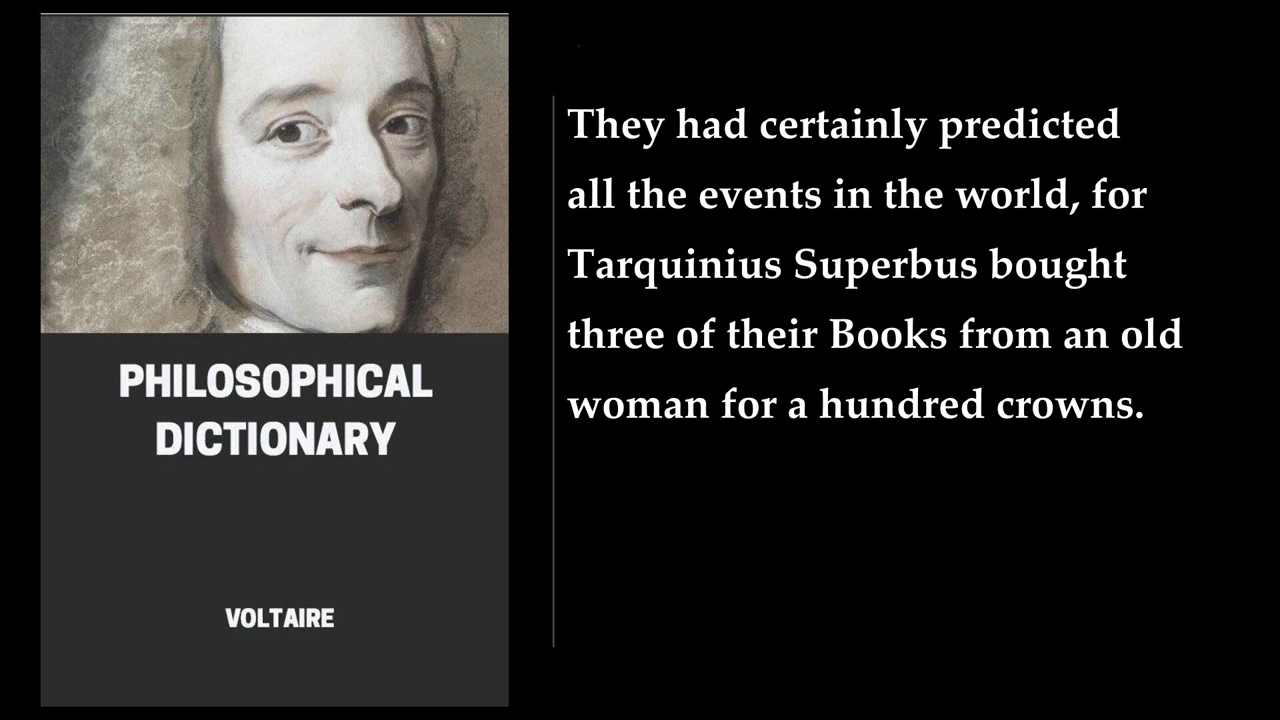 PHILOSOPHICAL
DICTIONARY
VOLTAIRE
They had certainly predicted
all the events in the world, for
Tarquinius Superbus bought
three of their Books from an old
woman for a hundred crowns.